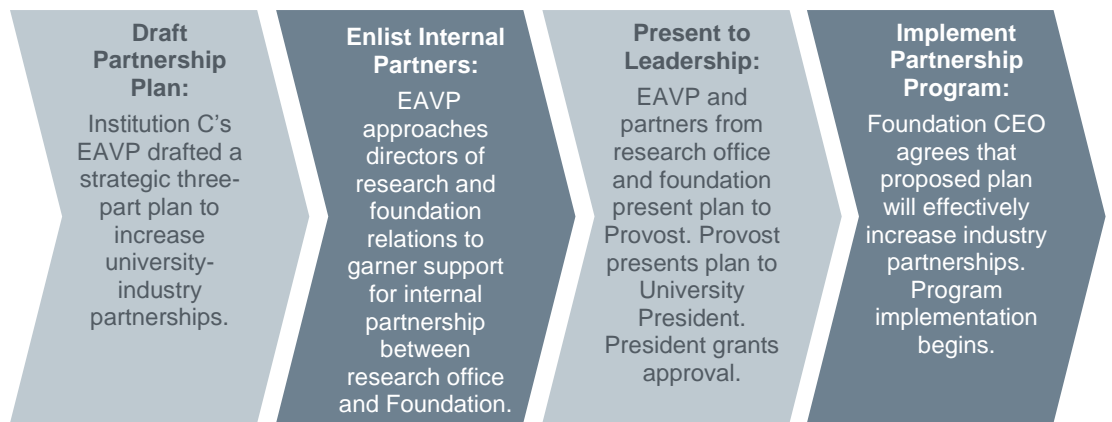 Draft
Partnership
Plan:
Institution C’s
EAVP drafted a
strategic three-
part plan to
increase
university-
industry
partnerships.
Enlist Internal
Partners:
EAVP
approaches
directors of
research and
foundation
relations to
garner support
for internal
partnership
between
research office
and Foundation.
Present to
Leadership:
EAVP and
partners from
research office
and foundation
present plan to
Provost. Provost
presents plan to
University
President.
President grants
approval.
Implement
Partnership
Program:
Foundation CEO
agrees that
proposed plan
will effectively
increase industry
partnerships.
Program
implementation
begins.